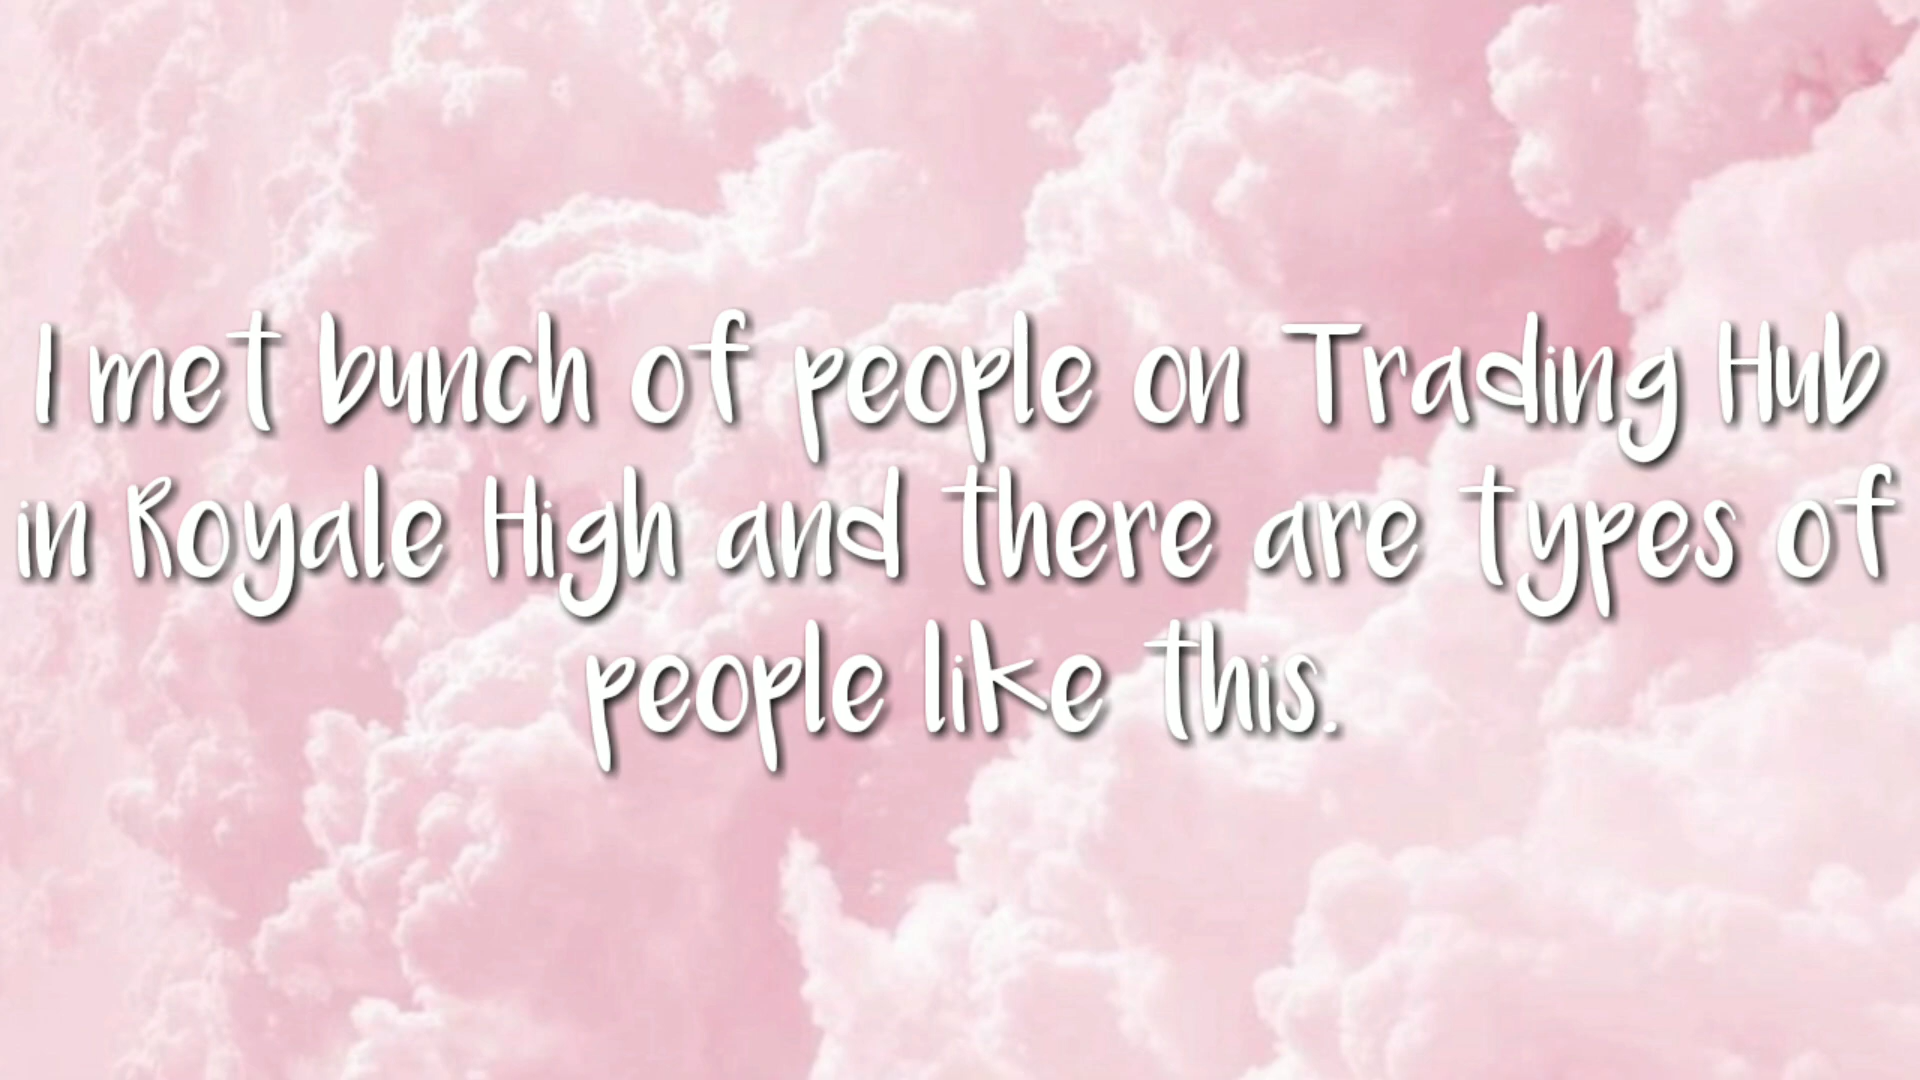 I met bunch of people on Trading Hub
in Royale High and there are types of
people like this.